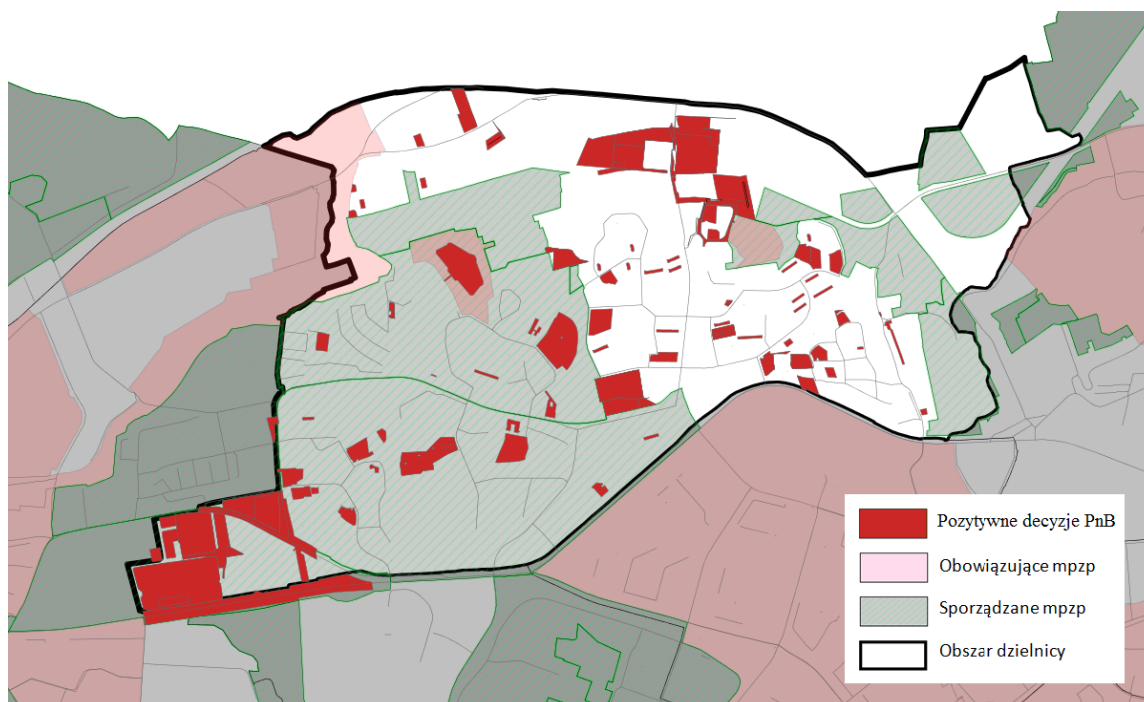 Pozytywne decyzje PnB
Obowiązujące mpzp
Sporządzane mpzp
Obszar dzielnicy